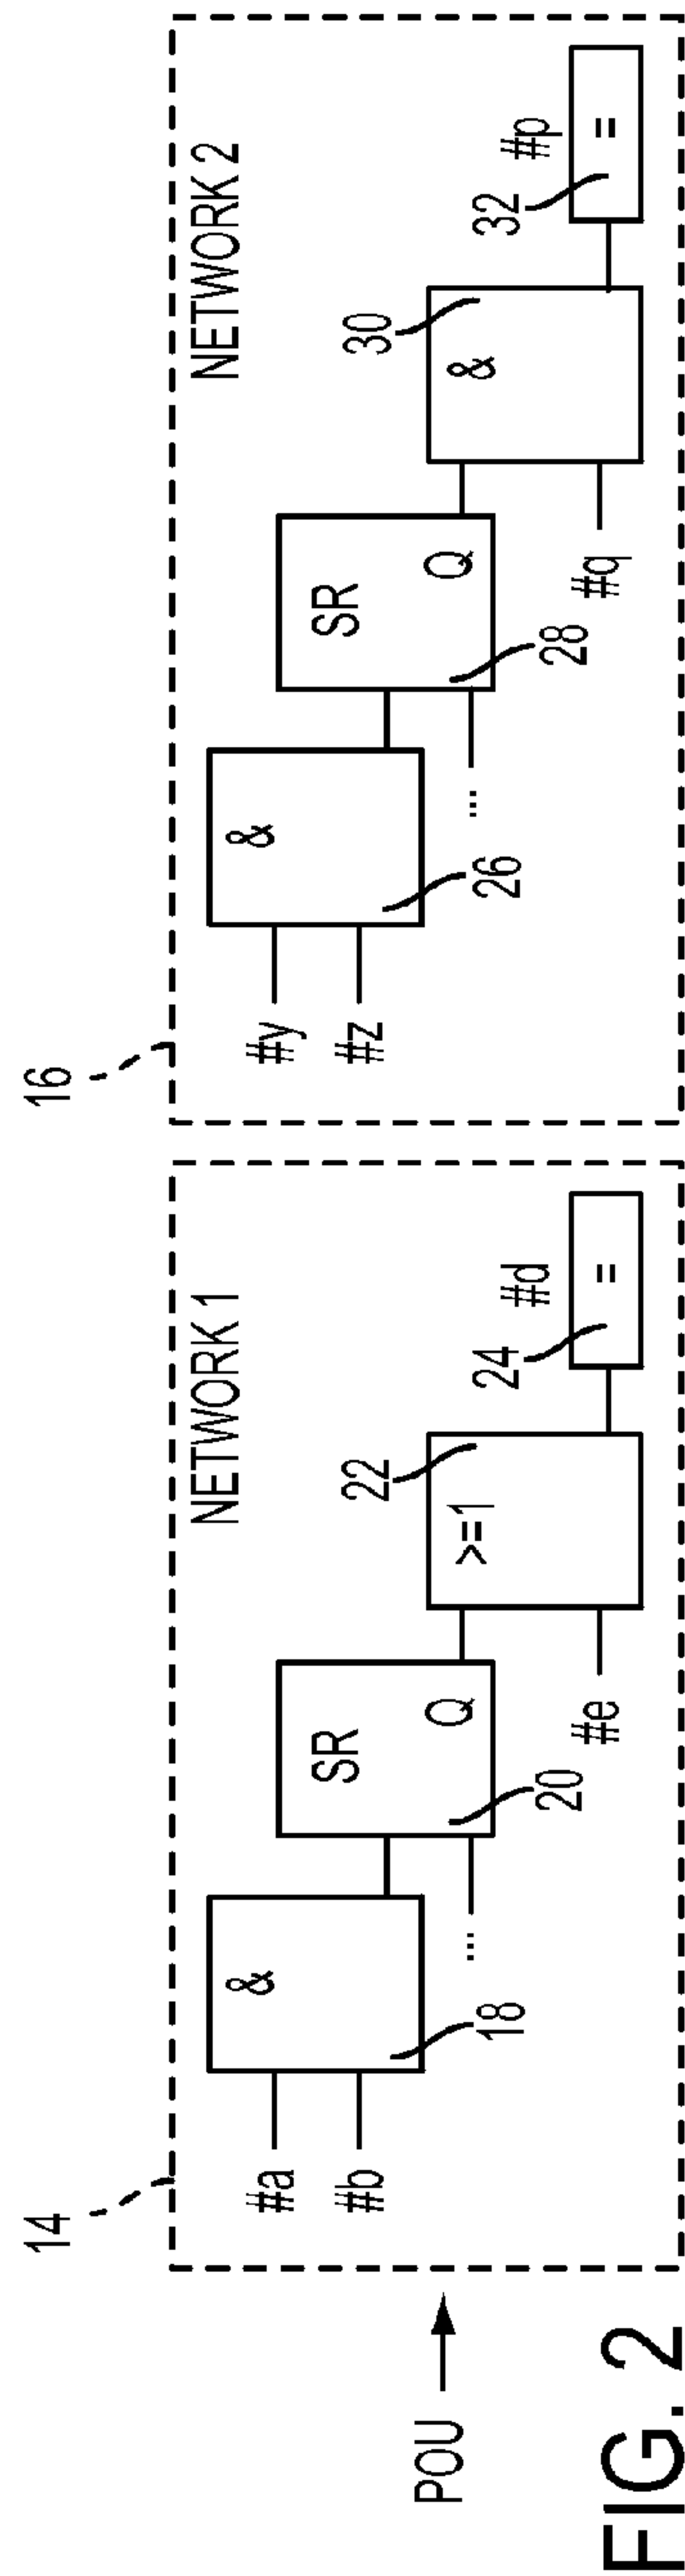 14
NETWORK 1
#a
#b
&
18
...
SR
Q
20
#e
>=1
22
#d
24
=
16
NETWORK 2
#y
#z
&
26
...
SR
Q
28
#q
&
30
#p
32
=
POU
FIG. 2